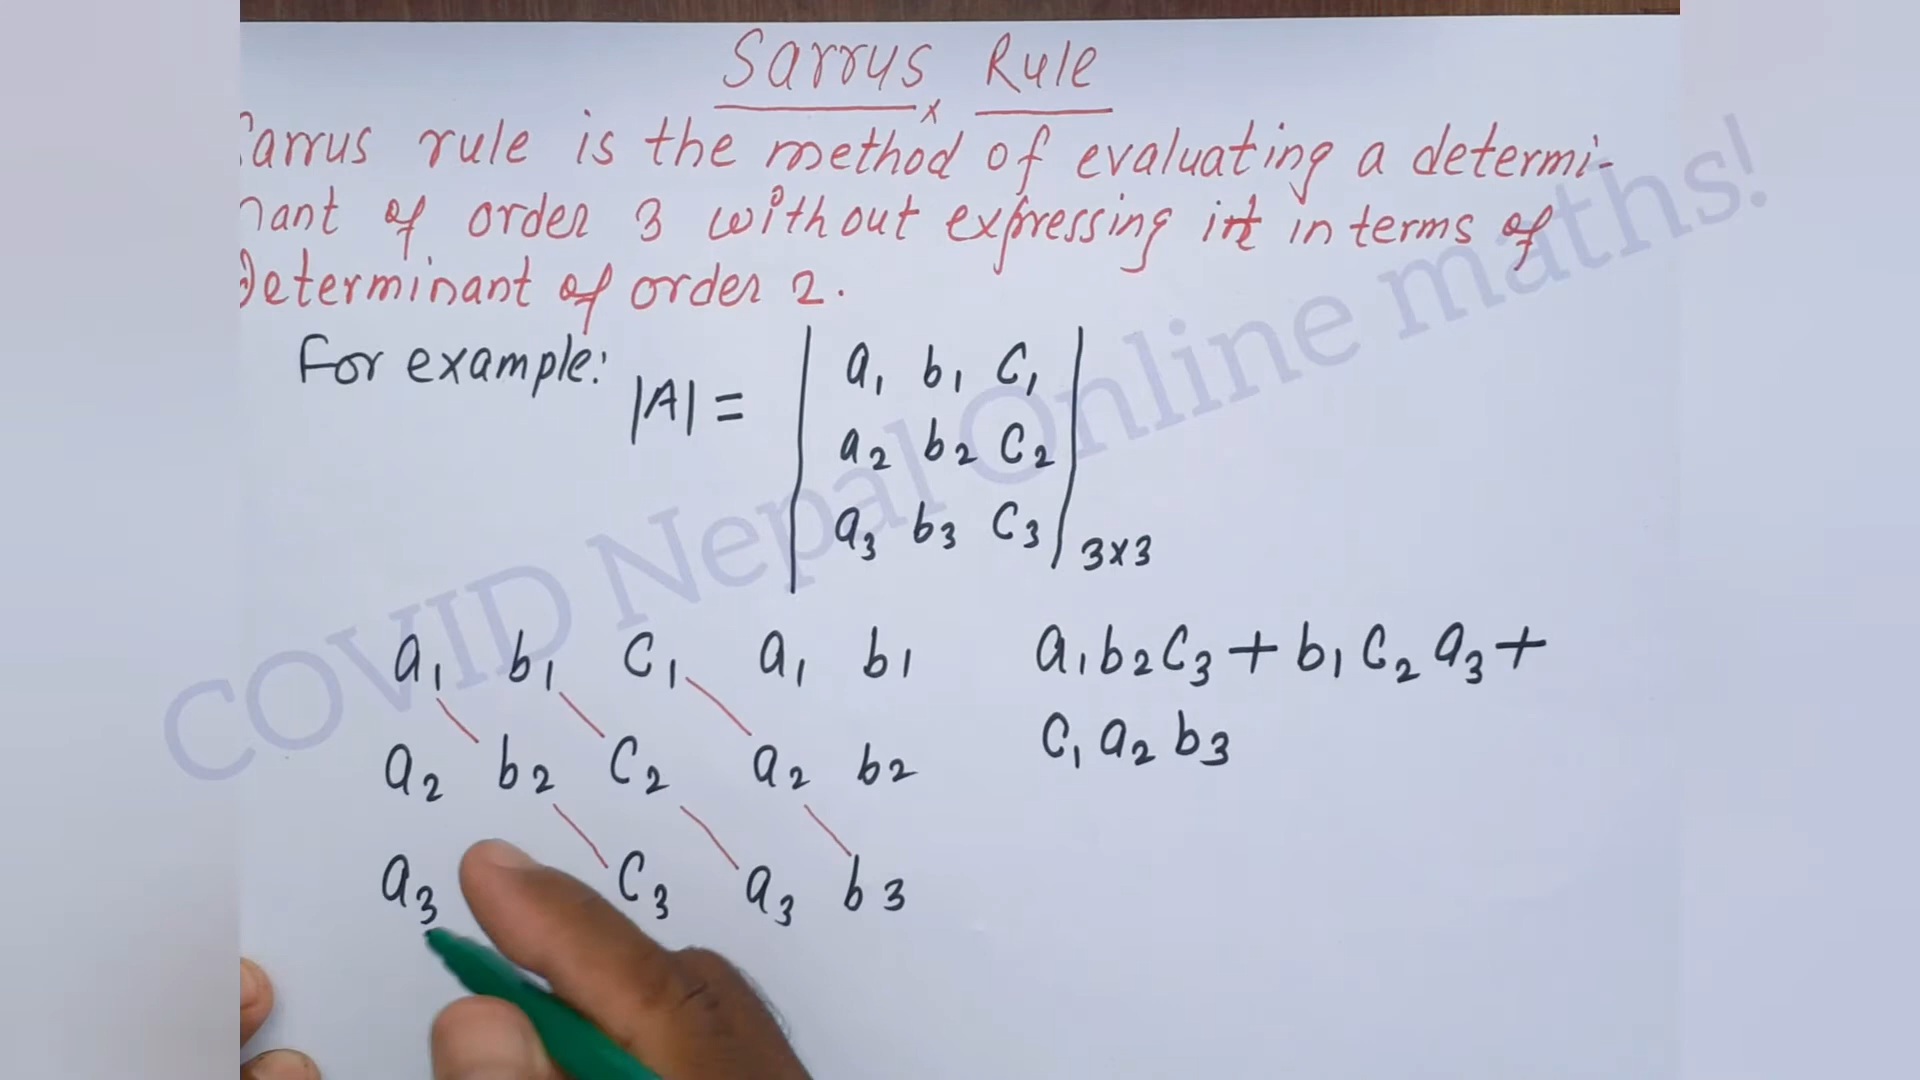 Sarrus Rule
x
Sarrus rule is the method of evaluating a determi-
nant of order 3 without expressing it in terms of
Determinant of order 2.
For example:
|A| =
a₁ b₁ c₁
a₂ b₂ c₂
a₃ b₃ c₃
3×3
a₁ b₁ c₁ a₁ b₁
a₂ b₂ c₂ a₂ b₂
a₃ c₃ a₃ b₃
a₁b₂c₃ + b₁c₂a₃ +
c₁a₂b₃
COVID Nepal Online maths!